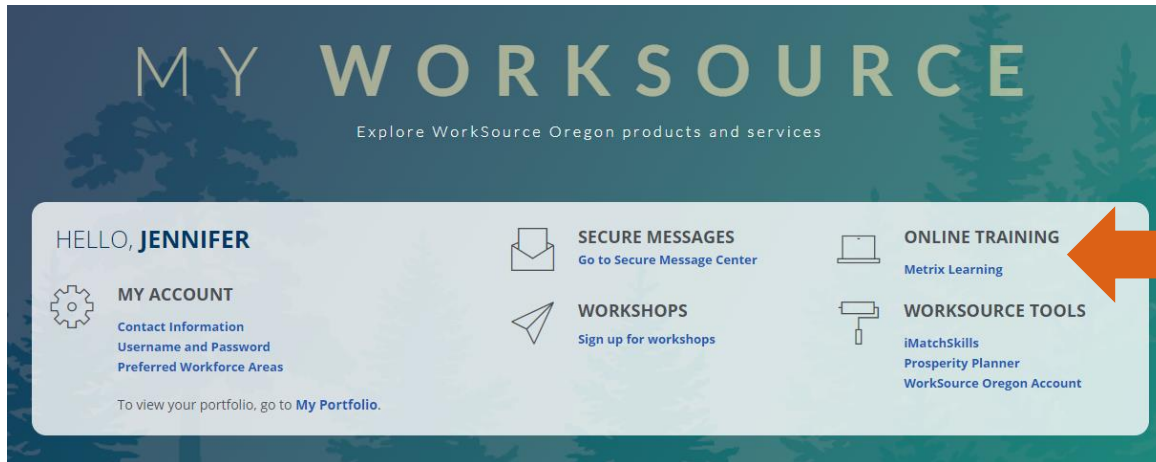 MY WORKSOURCE
Explore WorkSource Oregon products and services
HELLO, JENNIFER
MY ACCOUNT
Contact Information
Username and Password
Preferred Workforce Areas
To view your portfolio, go to My Portfolio.
SECURE MESSAGES
Go to Secure Message Center
WORKSHOPS
Sign up for workshops
ONLINE TRAINING
Metrix Learning
WORKSOURCE TOOLS
iMatchSkills
Prosperity Planner
WorkSource Oregon Account